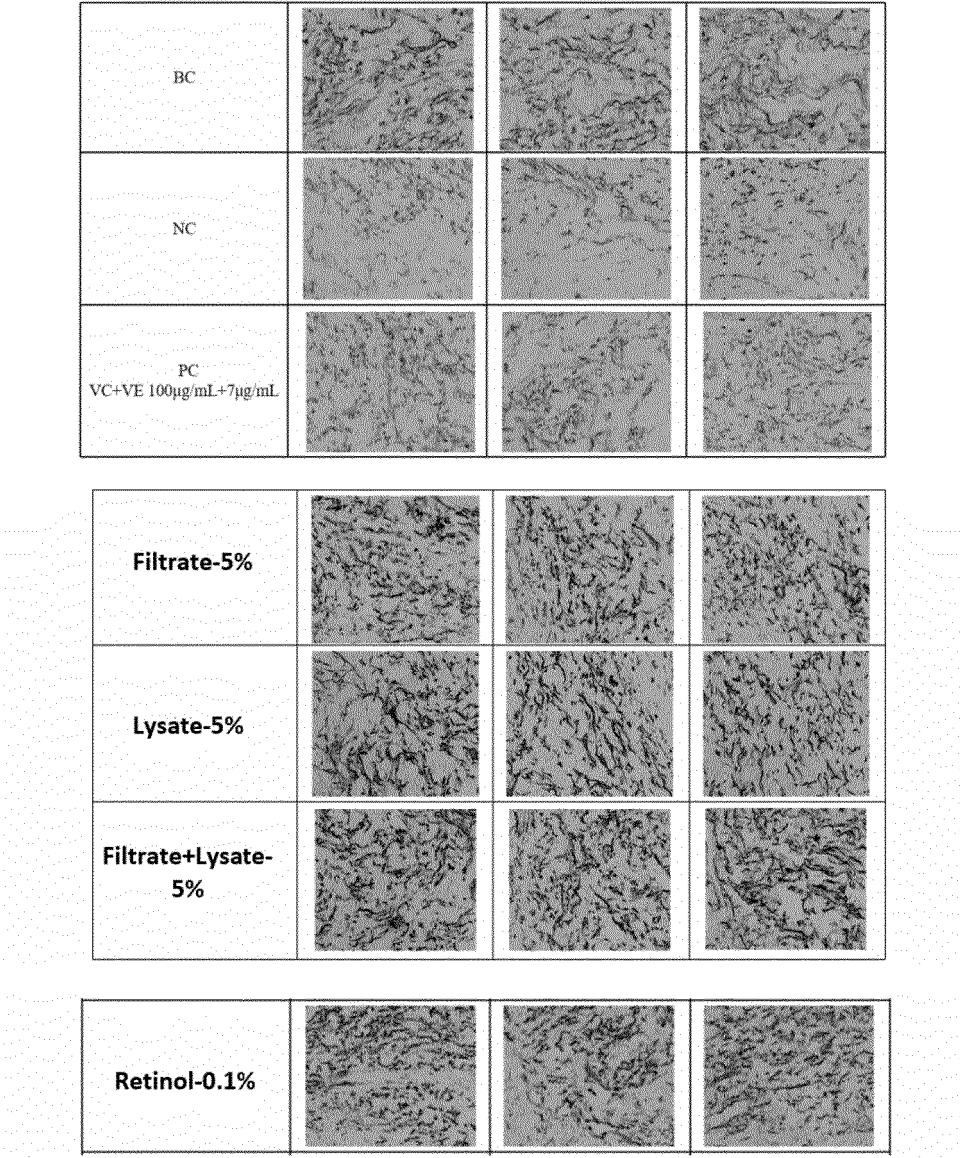 BC
NC
PC
VC+VE 100μg/mL+7μg/mL
Filtrate-5%
Lysate-5%
Filtrate+Lysate-
5%
Retinol-0.1%